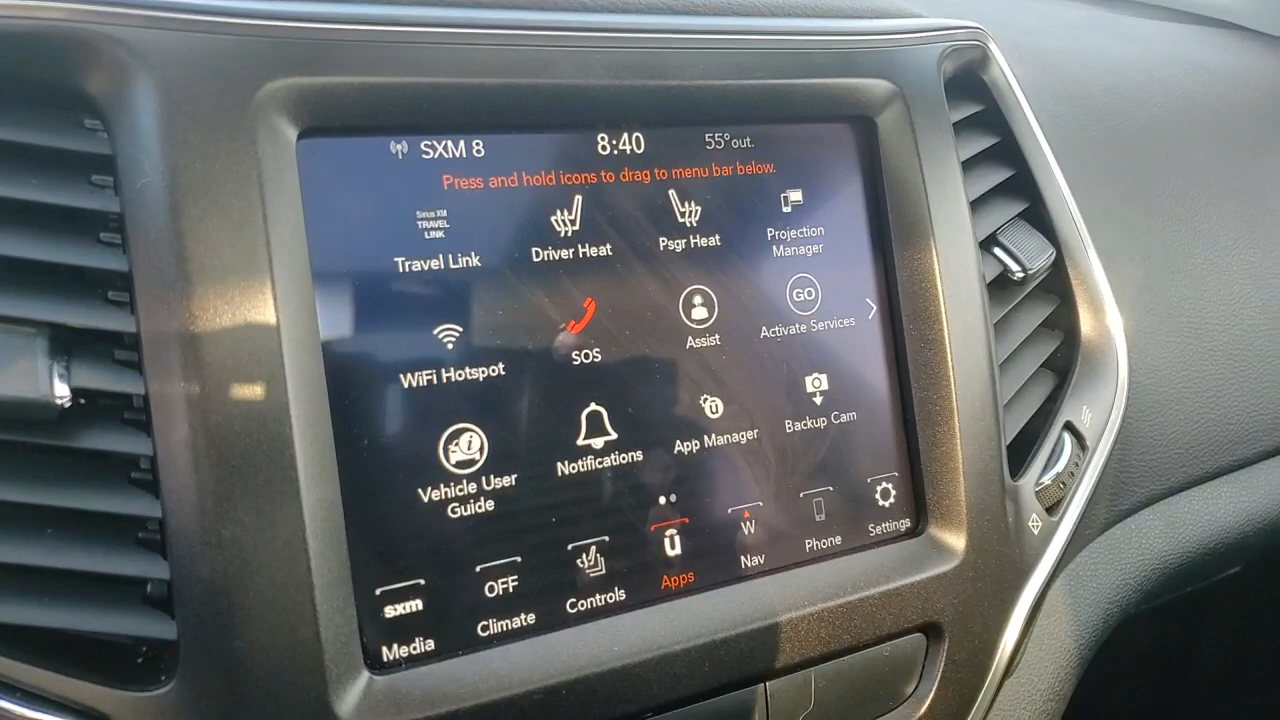 SXM 8 8:40 55°out.
Press and hold icons to drag to menu bar below.
Sirius XM
TRAVEL
LINK
Travel Link
Driver Heat
Psgr Heat
Projection
Manager
WiFi Hotspot
SOS
Assist
GO
Activate Services
Vehicle User
Guide
Notifications
App Manager
Backup Cam
sxm
Media
OFF
Climate
Controls
Apps
W
Nav
Phone
Settings